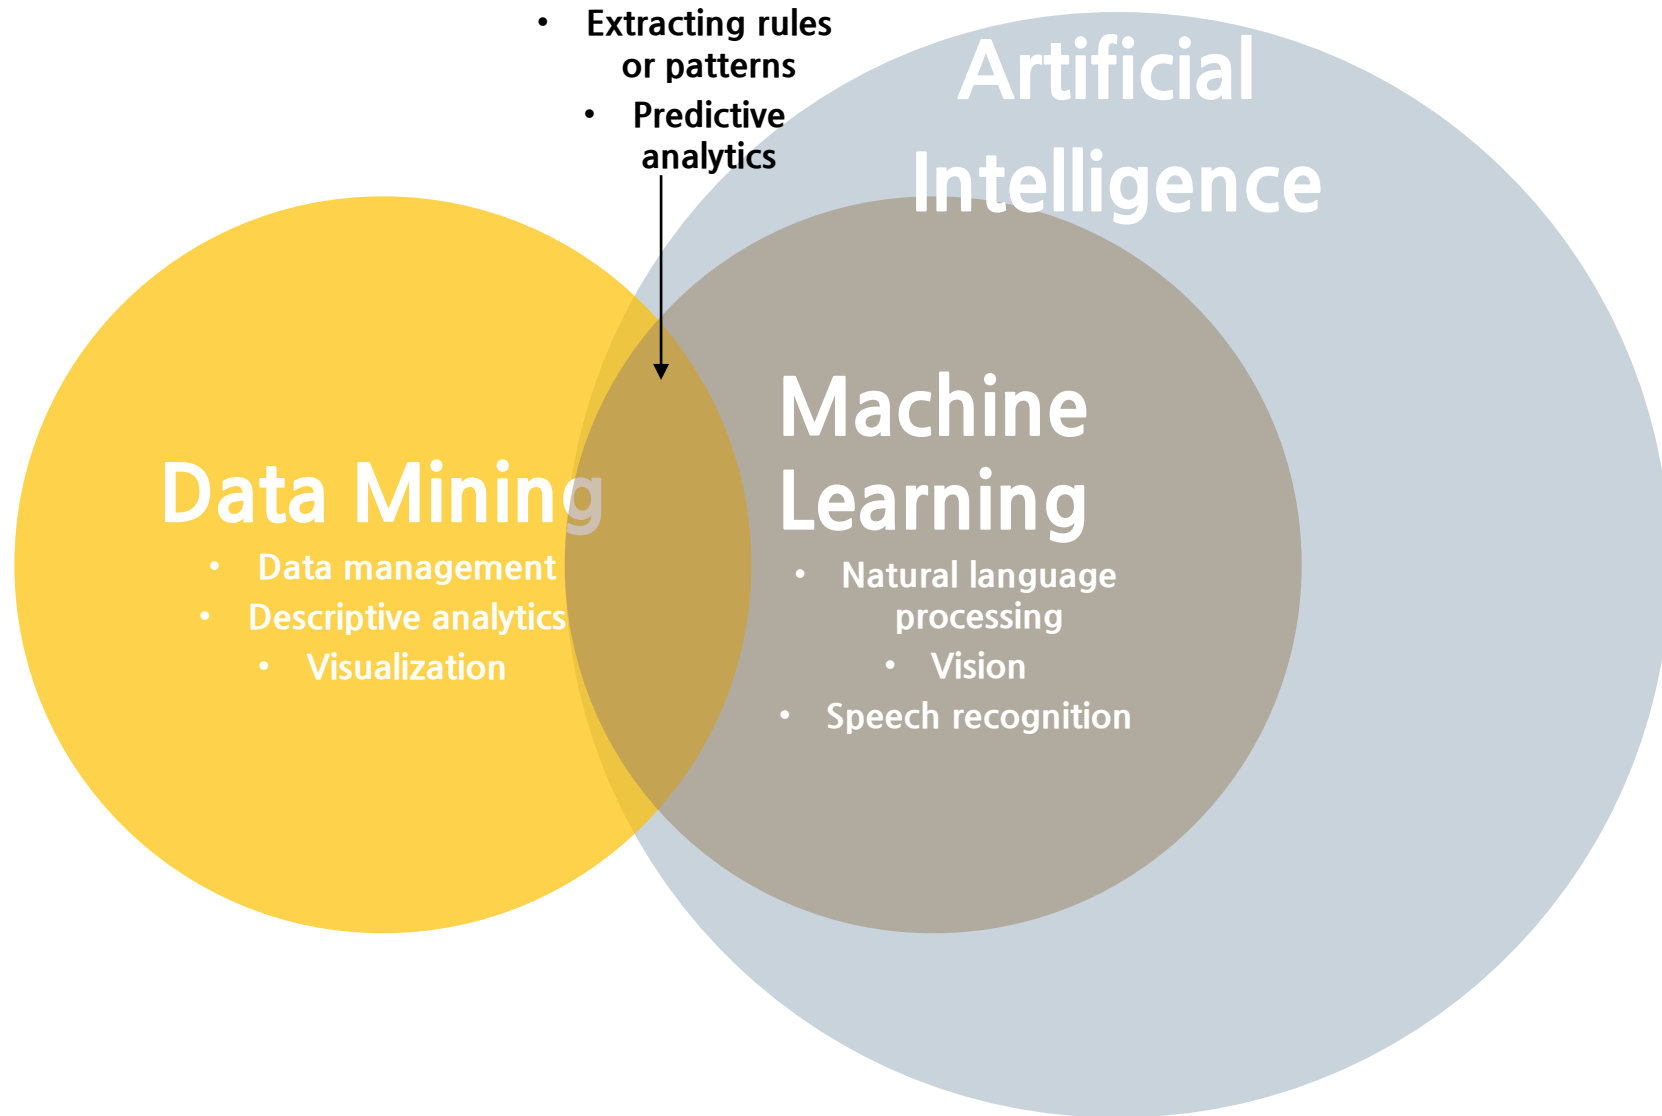 • Extracting rules
or patterns
• Predictive
analytics
Artificial
Intelligence
Data Mining
• Data management
• Descriptive analytics
• Visualization
Machine
Learning
• Natural language
processing
• Vision
• Speech recognition